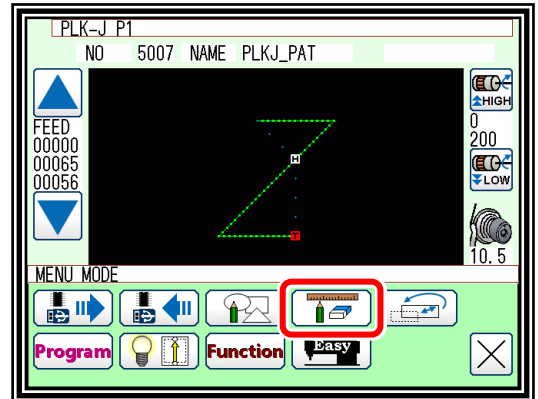 PLK-J P1
NO 5007 NAME PLKJ_PAT
HIGH
FEED
00000
00065
00056
0
200
LOW
H
T
10.5
MENU MODE
Program
Function
Easy